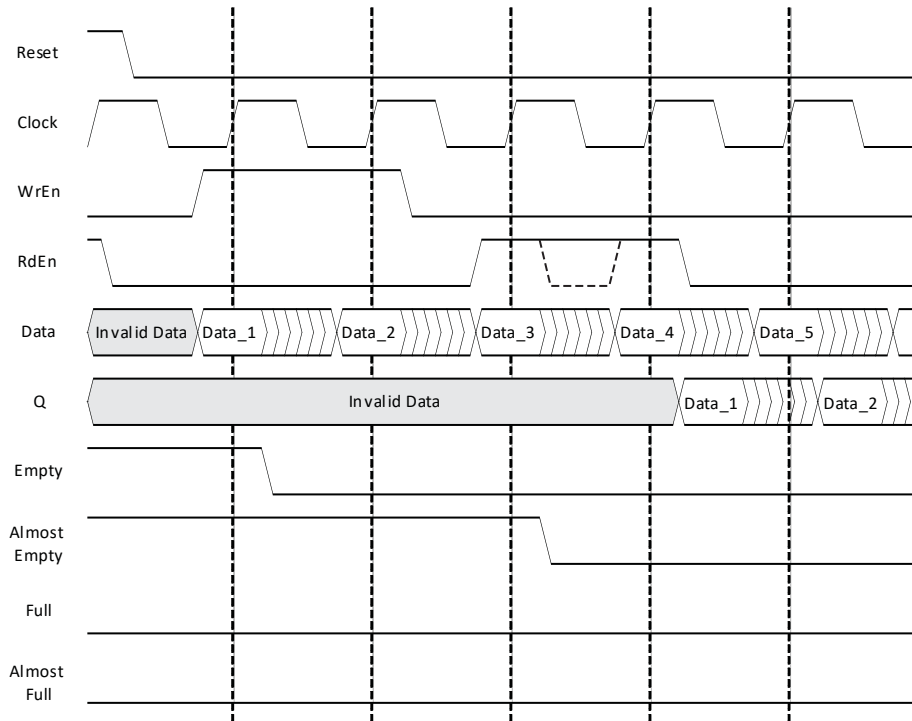 Reset
Clock
WrEn
RdEn
Data
Invalid Data
Data_1
Data_2
Data_3
Data_4
Data_5
Q
Invalid Data
Data_1
Data_2
Empty
Almost
Empty
Full
Almost
Full